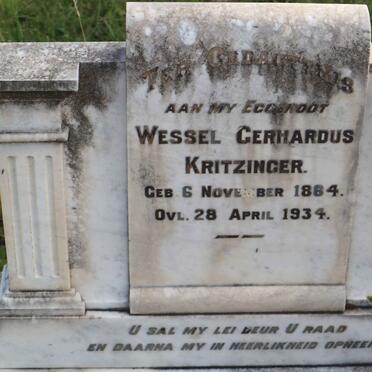 TER GEDAGTENIS
AAN MY EGGENOOT
WESSEL GERHARDUS
KRITZINGER.
GEB. 6 NOVEMBER 1864.
OVL. 28 APRIL 1934.
U SAL MY LEI DEUR U RAAD
EN DAARNA MY IN HEERLIKHEID OPNEEM